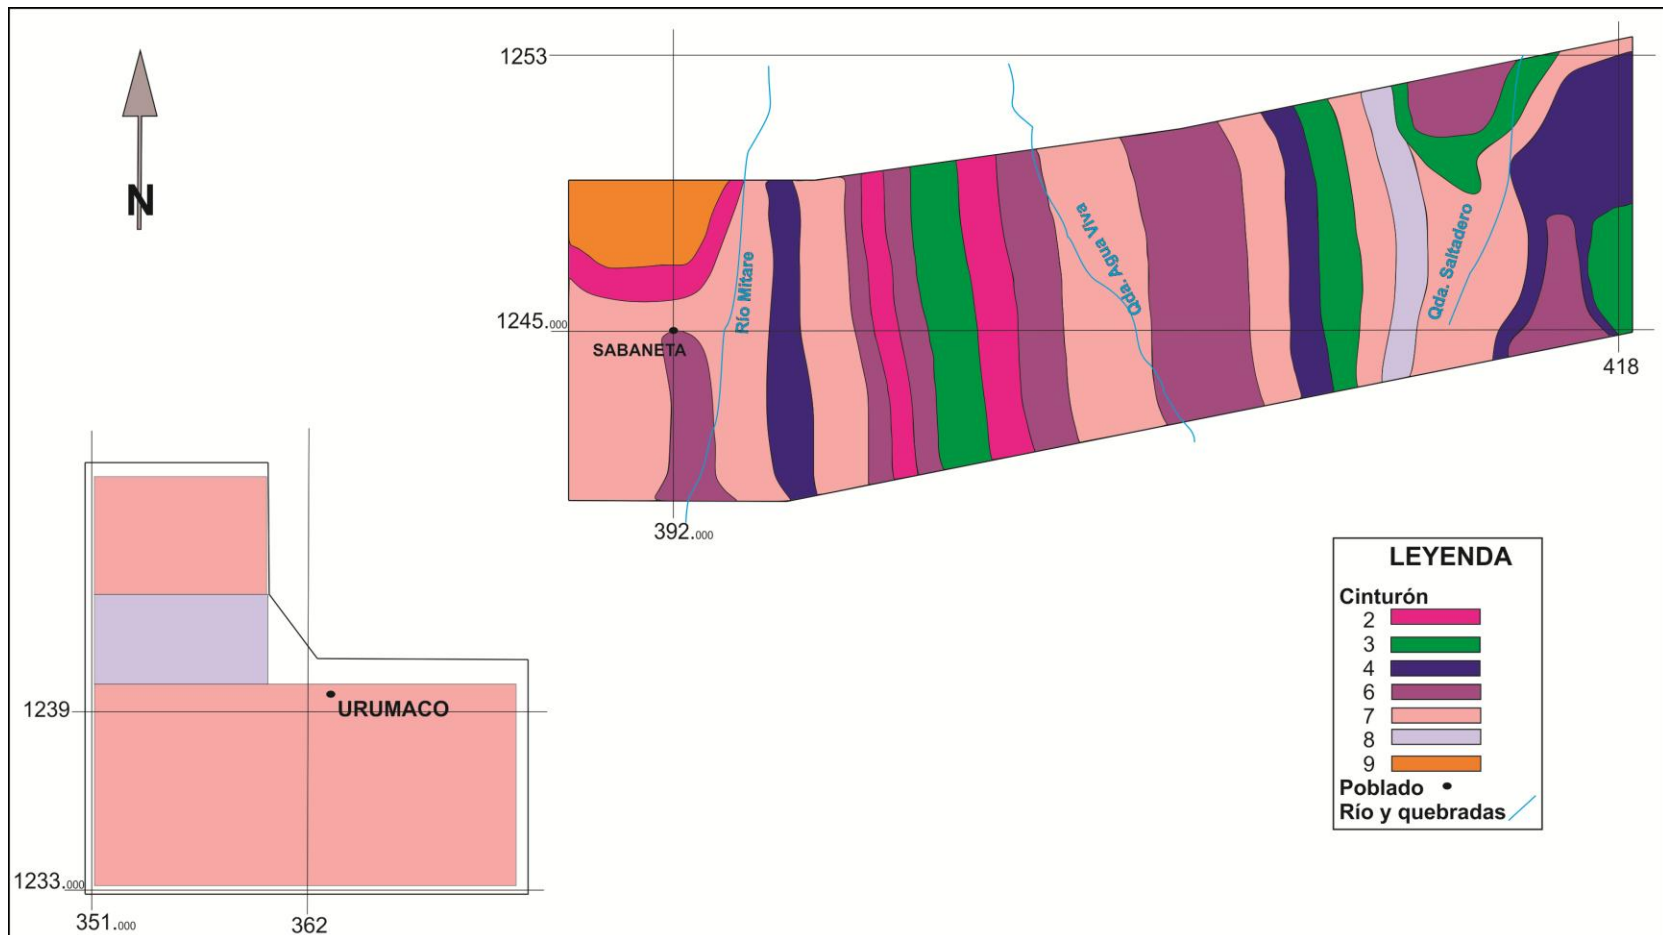 1253
N
1245.000
SABANETA
Río Mitare
Qda. Agua Viva
Qda. Saltadero
418
392.000
URUMACO
1239
1233.000
351.000
362
LEYENDA
Cinturón
2
3
4
6
7
8
9
Poblado
Río y quebradas